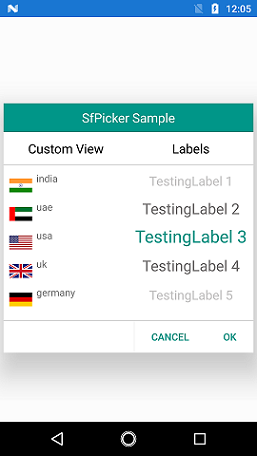 12:05
SfPicker Sample
Custom View Labels
india TestingLabel 1
uae TestingLabel 2
usa TestingLabel 3
uk TestingLabel 4
germany TestingLabel 5
CANCEL OK